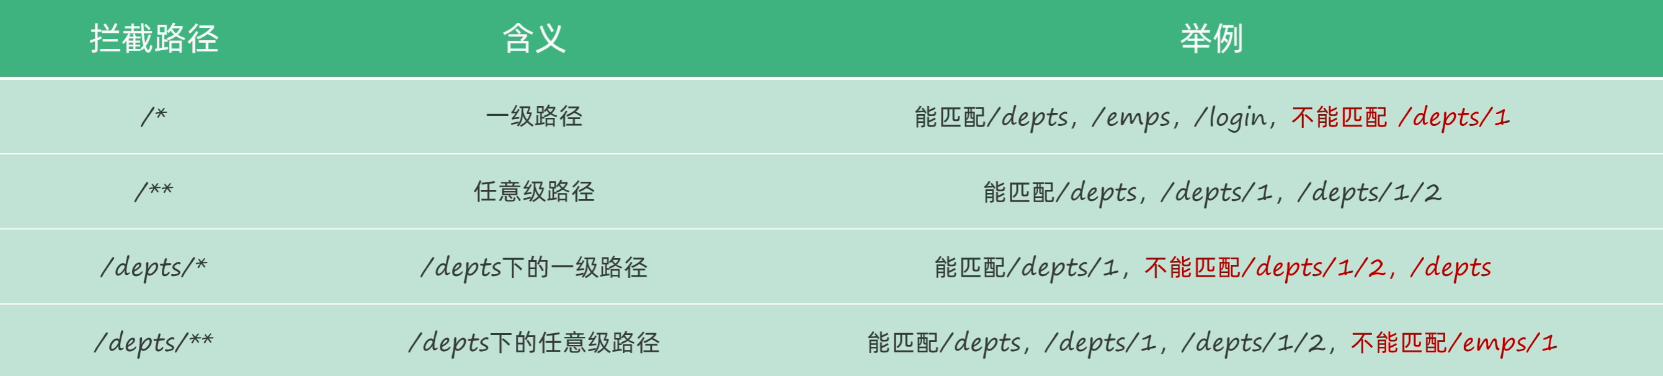 拦截路径 含义 举例
/* 一级路径 能匹配/depts，/emps，/login，不能匹配 /depts/1
/** 任意级路径 能匹配/depts，/depts/1，/depts/1/2
/depts/* /depts下的一级路径 能匹配/depts/1，不能匹配/depts/1/2，/depts
/depts/** /depts下的任意级路径 能匹配/depts，/depts/1，/depts/1/2，不能匹配/emps/1